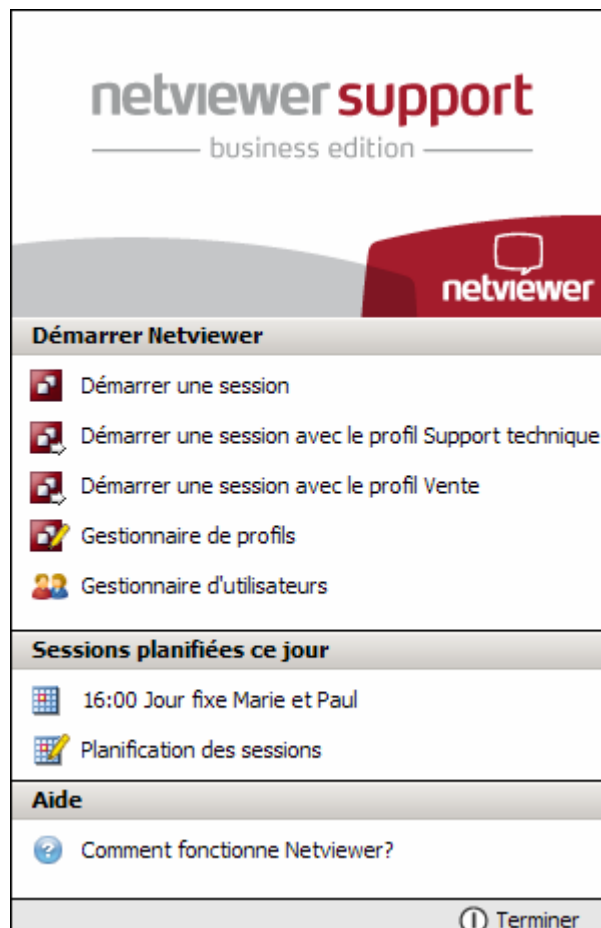 netviewer support
business edition
netviewer
Démarrer Netviewer
Démarrer une session
Démarrer une session avec le profil Support technique
Démarrer une session avec le profil Vente
Gestionnaire de profils
Gestionnaire d'utilisateurs
Sessions planifiées ce jour
16:00 Jour fixe Marie et Paul
Planification des sessions
Aide
Comment fonctionne Netviewer?
Terminer